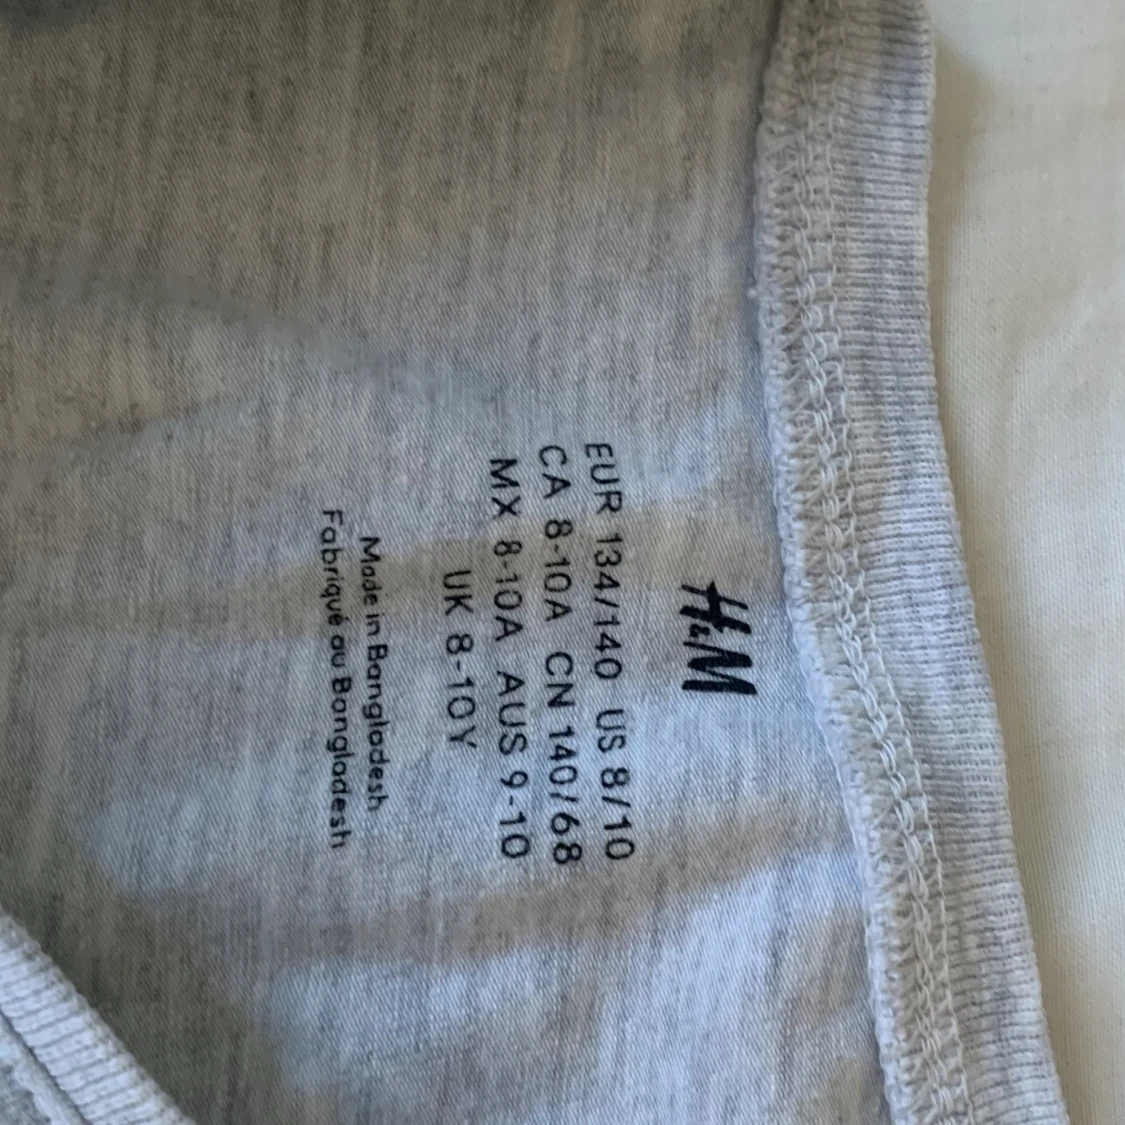 H&M
EUR 134/140 US 8/10
CA 8-10A CN 140/68
MX 8-10A AUS 9-10
UK 8-10Y
Made in Bangladesh
Fabriqué au Bangladesh